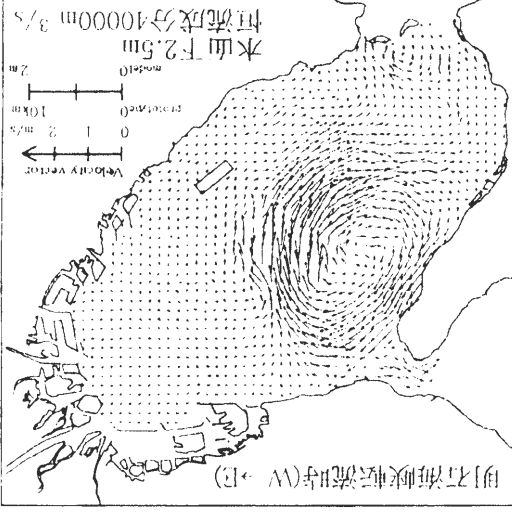 明石海峡転流時(W→E)
Velocity vector
0 1 2 m/s
prototype 0 10km
model 0 2m
水面下2.5m
恒流成分40000m3/s